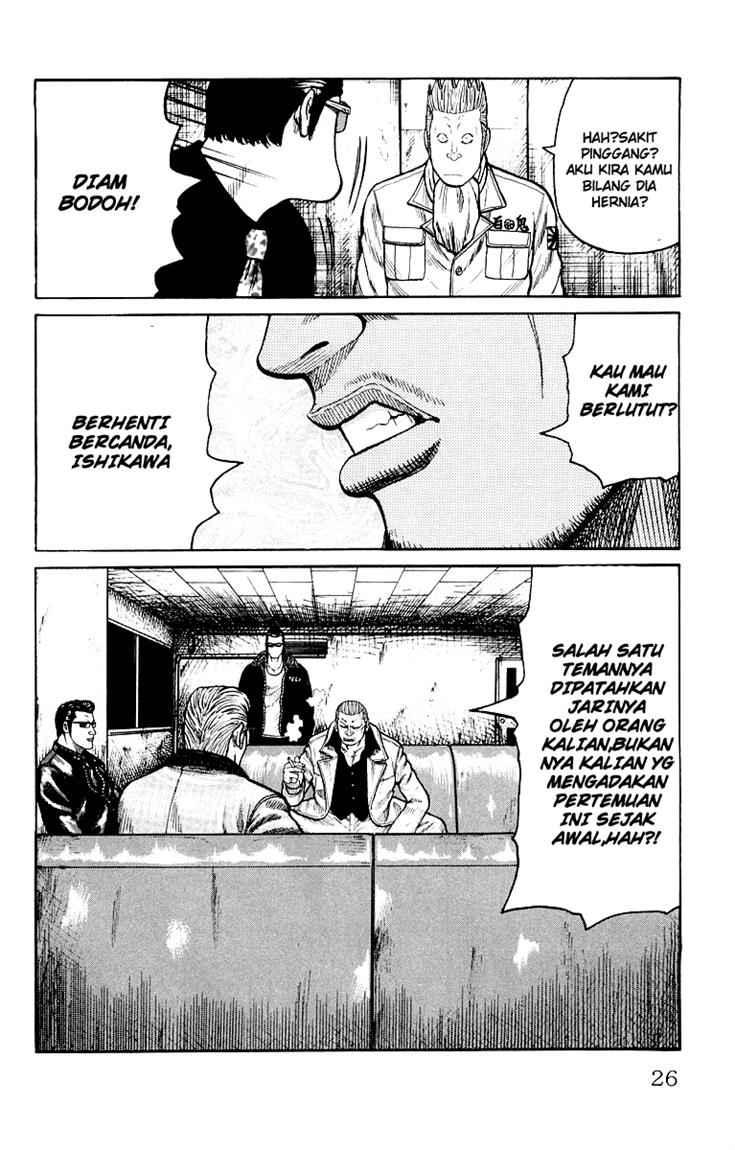 HAH?SAKIT
PINGGANG?
AKU KIRA KAMU
BILANG DIA
HERNIA?
DIAM
BODOH!
KAU MAU
KAMI
BERLUTUT?
BERHENTI
BERCANDA,
ISHIKAWA
SALAH SATU
TEMANNYA
DIPATAHKAN
JARINYA
OLEH ORANG
KALIAN,BUKAN
NYA KALIAN YG
MENGADAKAN
PERTEMUAN
INI SEJAK
AWAL,HAH?!
26